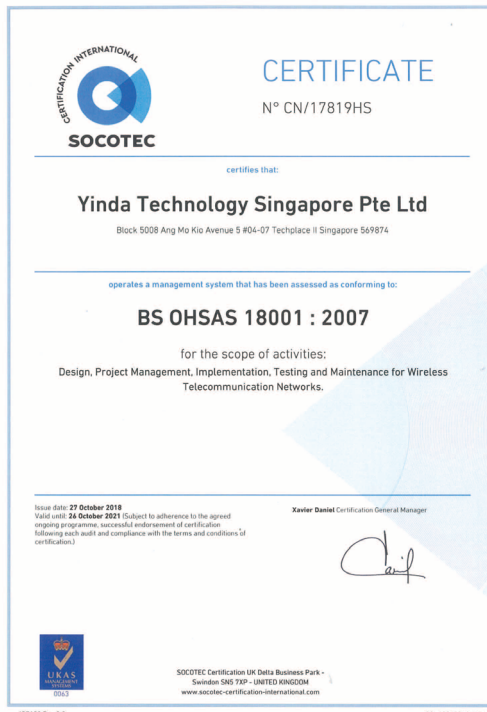 CERTIFICATION INTERNATIONAL
SOCOTEC
CERTIFICATE
N° CN/17819HS
certifies that:
Yinda Technology Singapore Pte Ltd
Block 5008 Ang Mo Kio Avenue 5 #04-07 Techplace II Singapore 569874
operates a management system that has been assessed as conforming to:
BS OHSAS 18001 : 2007
for the scope of activities:
Design, Project Management, Implementation, Testing and Maintenance for Wireless
Telecommunication Networks.
Issue date: 27 October 2018
Valid until: 26 October 2021 (Subject to adherence to the agreed
ongoing programme, successful endorsement of certification
following each audit and compliance with the terms and conditions of
certification.)
Xavier Daniel Certification General Manager
UKAS
MANAGEMENT
SYSTEMS
0063
SOCOTEC Certification UK Delta Business Park -
Swindon SN5 7XP - UNITED KINGDOM
www.socotec-certification-international.com